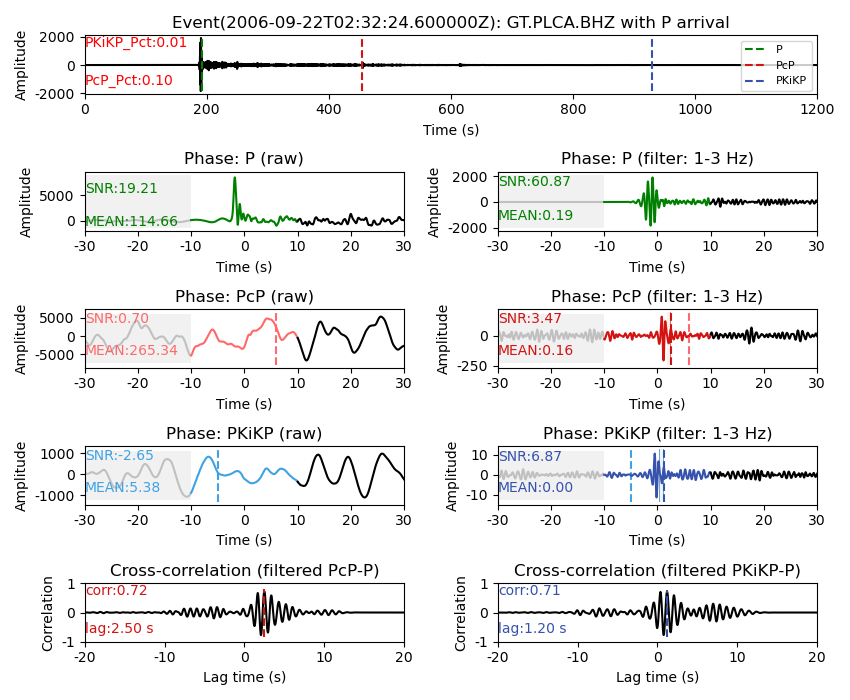 Event(2006-09-22T02:32:24.600000Z): GT.PLCA.BHZ with P arrival
Amplitude
2000
0
-2000
PKiKP_Pct:0.01
PcP_Pct:0.10
P
PcP
PKiKP
0 200 400 600 800 1000 1200
Time (s)
Phase: P (raw)
Amplitude
5000
0
SNR:19.21
MEAN:114.66
-30 -20 -10 0 10 20 30
Time (s)
Phase: P (filter: 1-3 Hz)
Amplitude
2000
0
-2000
SNR:60.87
MEAN:0.19
-30 -20 -10 0 10 20 30
Time (s)
Phase: PcP (raw)
Amplitude
5000
0
-5000
SNR:0.70
MEAN:265.34
-30 -20 -10 0 10 20 30
Time (s)
Phase: PcP (filter: 1-3 Hz)
Amplitude
0
-250
SNR:3.47
MEAN:0.16
-30 -20 -10 0 10 20 30
Time (s)
Phase: PKiKP (raw)
Amplitude
1000
0
-1000
SNR:-2.65
MEAN:5.38
-30 -20 -10 0 10 20 30
Time (s)
Phase: PKiKP (filter: 1-3 Hz)
Amplitude
10
0
-10
SNR:6.87
MEAN:0.00
-30 -20 -10 0 10 20 30
Time (s)
Cross-correlation (filtered PcP-P)
Correlation
1
0
-1
corr:0.72
lag:2.50 s
-20 -10 0 10 20
Lag time (s)
Cross-correlation (filtered PKiKP-P)
Correlation
1
0
-1
corr:0.71
lag:1.20 s
-20 -10 0 10 20
Lag time (s)